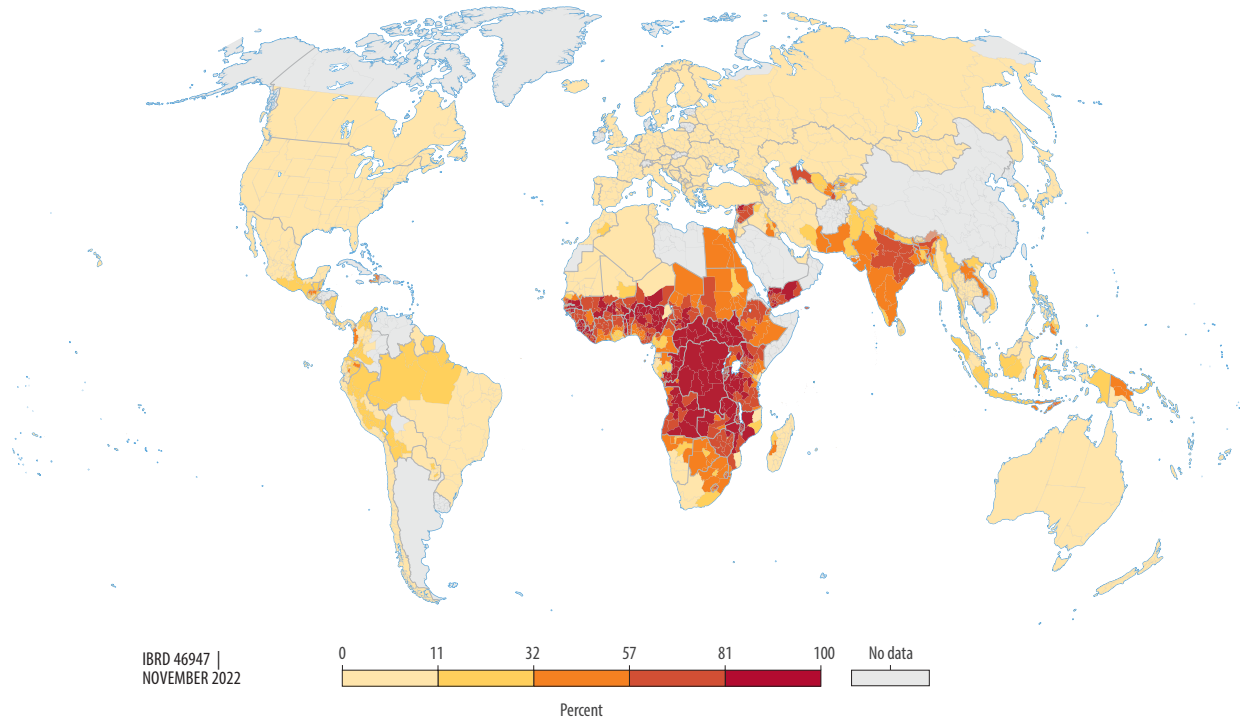 IBRD 46947 |
NOVEMBER 2022
0 11 32 57 81 100
No data
Percent